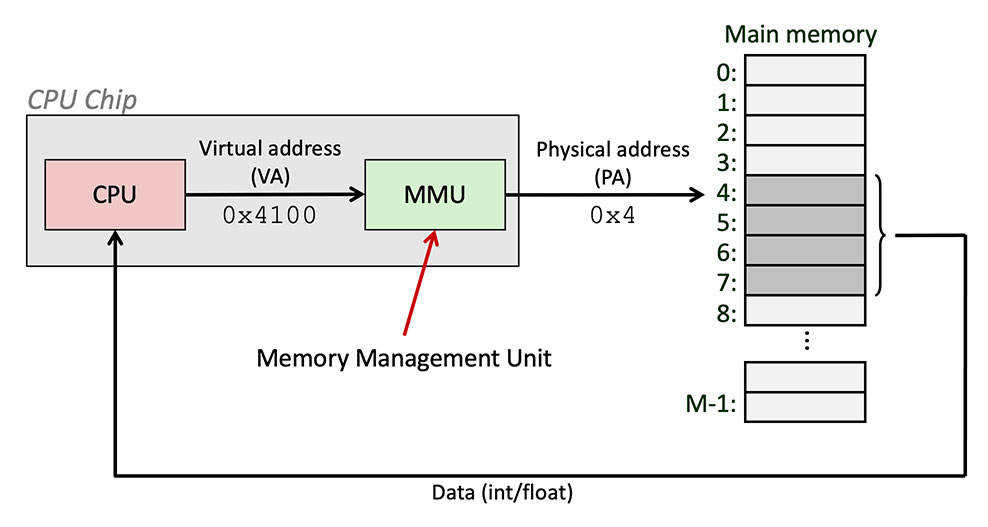 Main memory
CPU Chip
0:
1:
2:
3:
4:
5:
6:
7:
8:
M-1:
Virtual address
(VA)
0x4100
CPU
MMU
Physical address
(PA)
0x4
Memory Management Unit
Data (int/float)